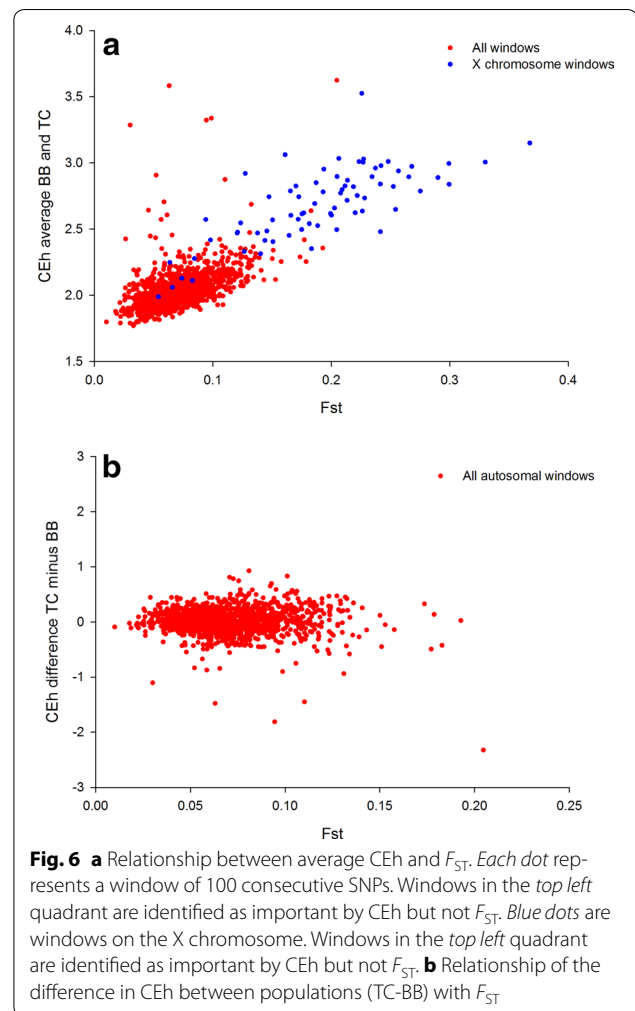 a
4.0
All windows
X chromosome windows
3.5
3.0
2.5
2.0
1.5
CEh average BB and TC
0.0 0.1 0.2 0.3 0.4
Fst
b
3
All autosomal windows
2
1
0
-1
-2
-3
CEh difference TC minus BB
0.00 0.05 0.10 0.15 0.20 0.25
Fst
Fig. 6 a Relationship between average CEh and FST. Each dot rep-
resents a window of 100 consecutive SNPs. Windows in the top left
quadrant are identified as important by CEh but not FST. Blue dots are
windows on the X chromosome. Windows in the top left quadrant
are identified as important by CEh but not FST. b Relationship of the
difference in CEh between populations (TC-BB) with FST